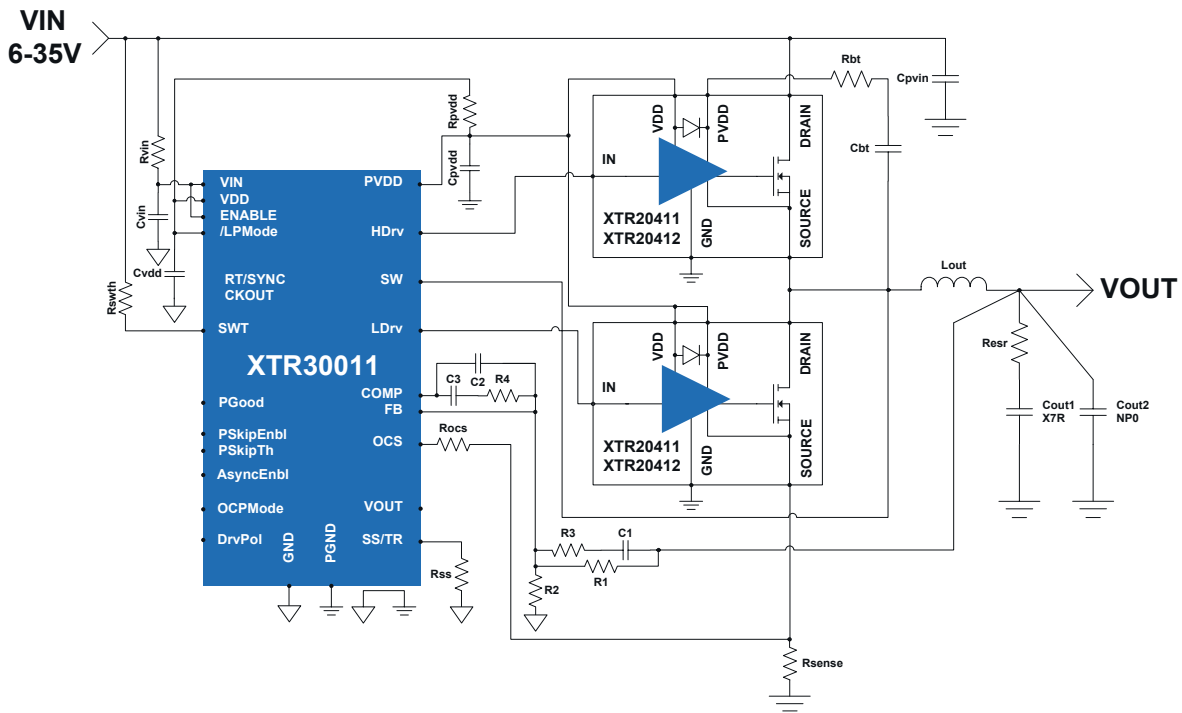 VIN
6-35V
Rbt
Cpvin
Rpvdd
VDD
PVDD
DRAIN
Rvin
Cpvdd
Cbt
IN
VIN
PVDD
VDD
ENABLE
/LPMode
Cvin
XTR20411
XTR20412
GND
SOURCE
HDrv
Cvdd
RT/SYNC
CKOUT
SW
Lout
VOUT
Rswth
SWT
LDrv
VDD
PVDD
DRAIN
Resr
XTR30011
C3
C2
R4
IN
COMP
FB
PGood
Cout1
X7R
Cout2
NP0
PSkipEnbl
PSkipTh
Rocs
OCS
XTR20411
XTR20412
GND
SOURCE
AsyncEnbl
OCPMode
VOUT
DrvPol
GND
PGND
SS/TR
R3
C1
R1
Rss
R2
Rsense